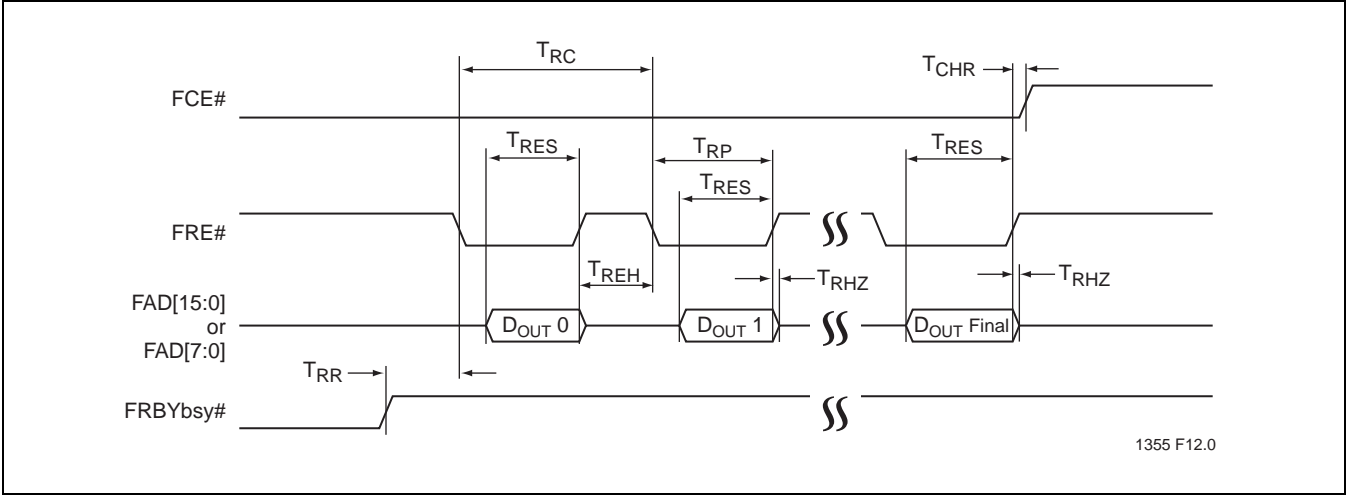 TRC
TCHR
FCE#
TRES
TRP
TRES
TRES
FRE#
TREH
TRHZ
TRHZ
FAD[15:0]
or
FAD[7:0]
DOUT 0
DOUT 1
DOUT Final
TRR
FRBYbsy#
1355 F12.0